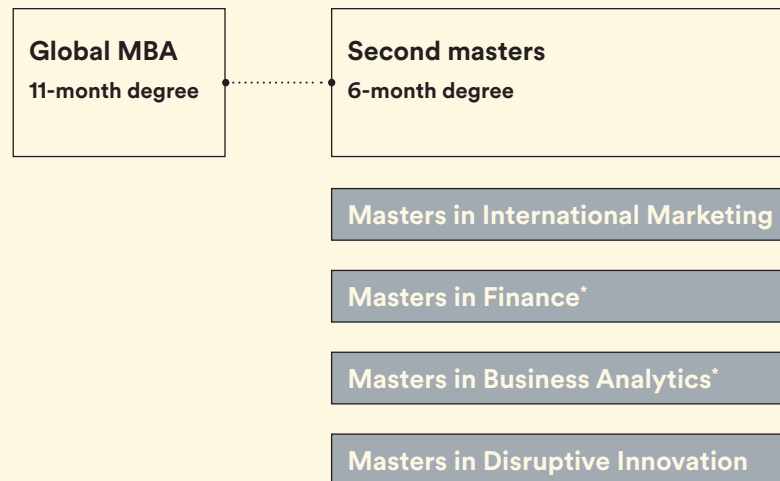 Global MBA
11-month degree
Second masters
6-month degree
Masters in International Marketing
Masters in Finance*
Masters in Business Analytics*
Masters in Disruptive Innovation